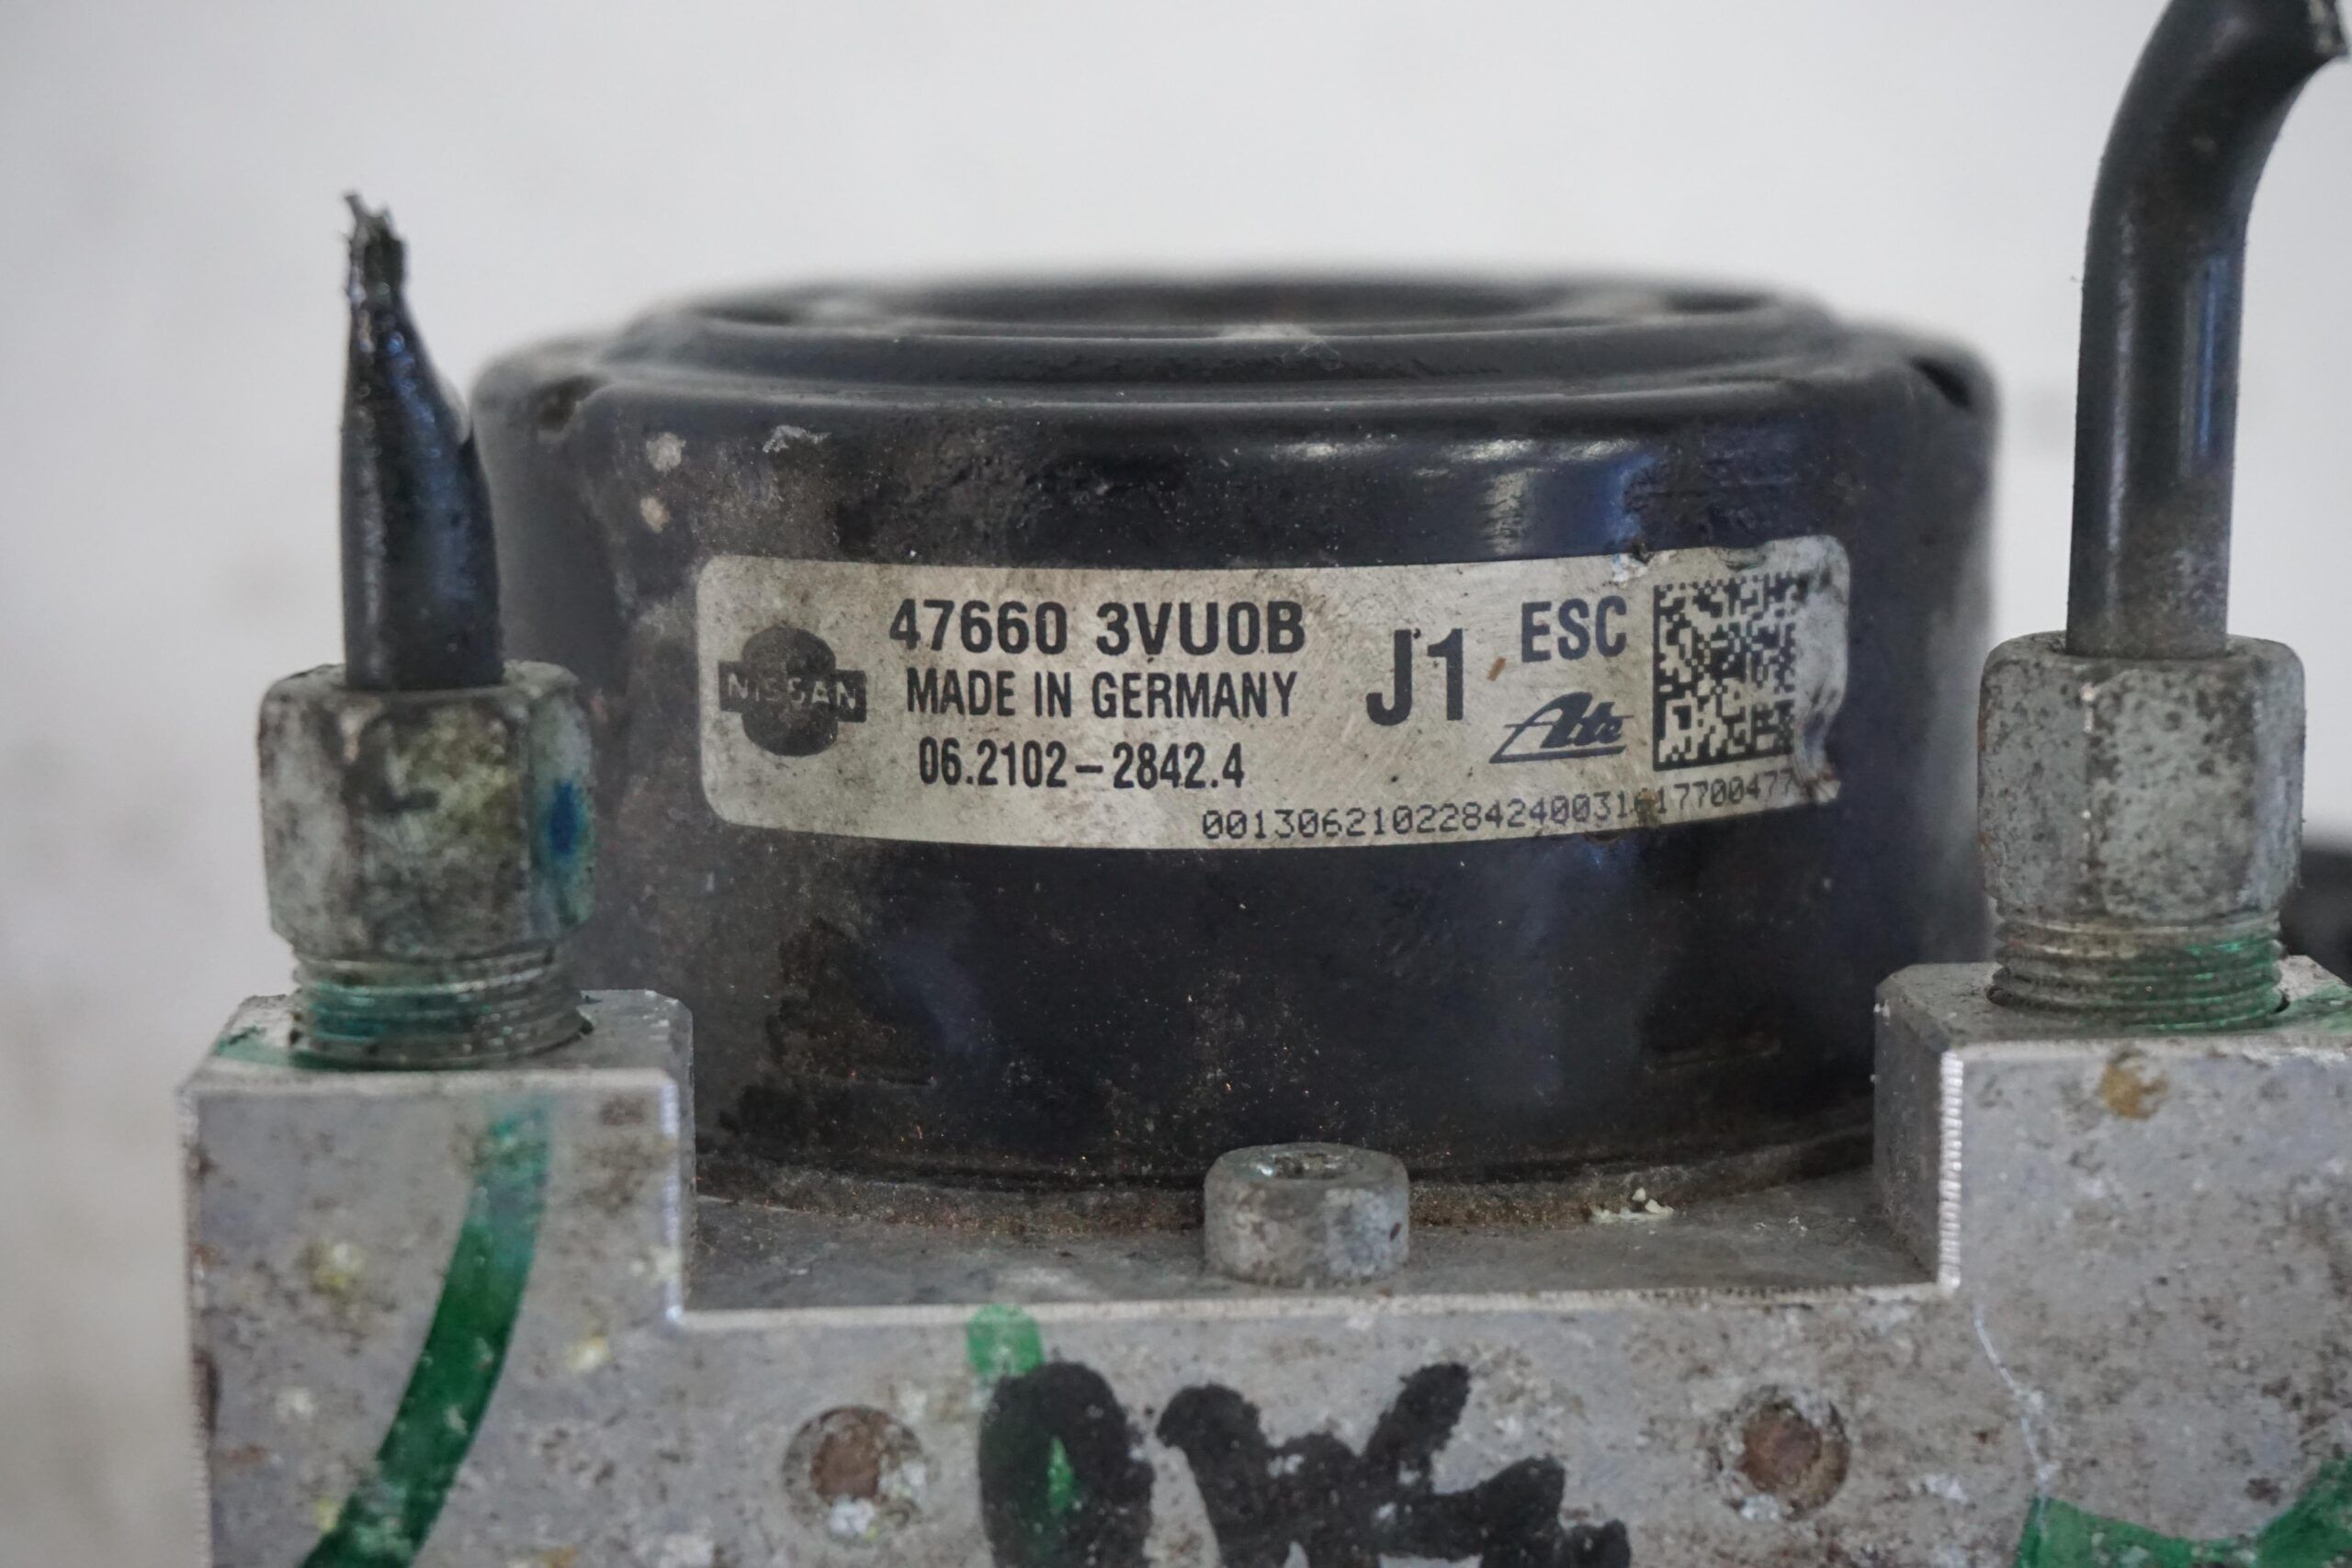 NISSAN
47660 3VU0B
MADE IN GERMANY
06.2102-2842.4
J1
ESC
Ate